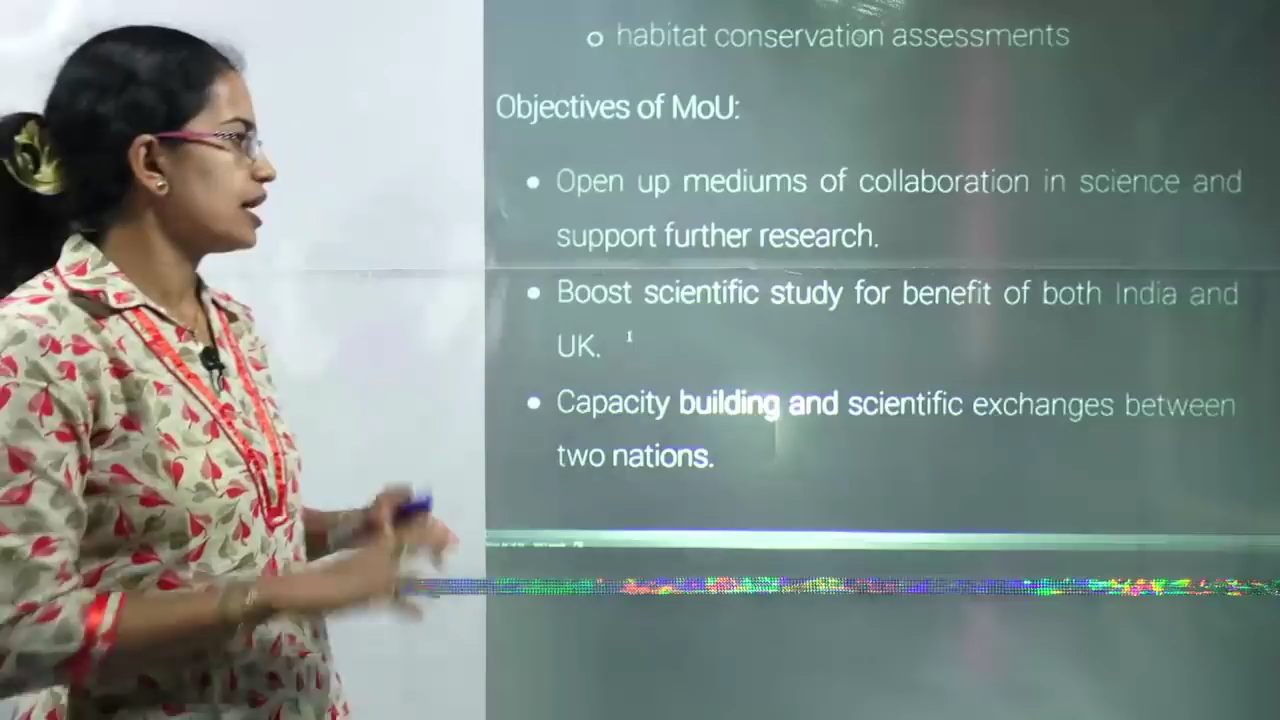 o habitat conservation assessments
Objectives of MoU:
• Open up mediums of collaboration in science and
support further research.
• Boost scientific study for benefit of both India and
UK.
• Capacity building and scientific exchanges between
two nations.